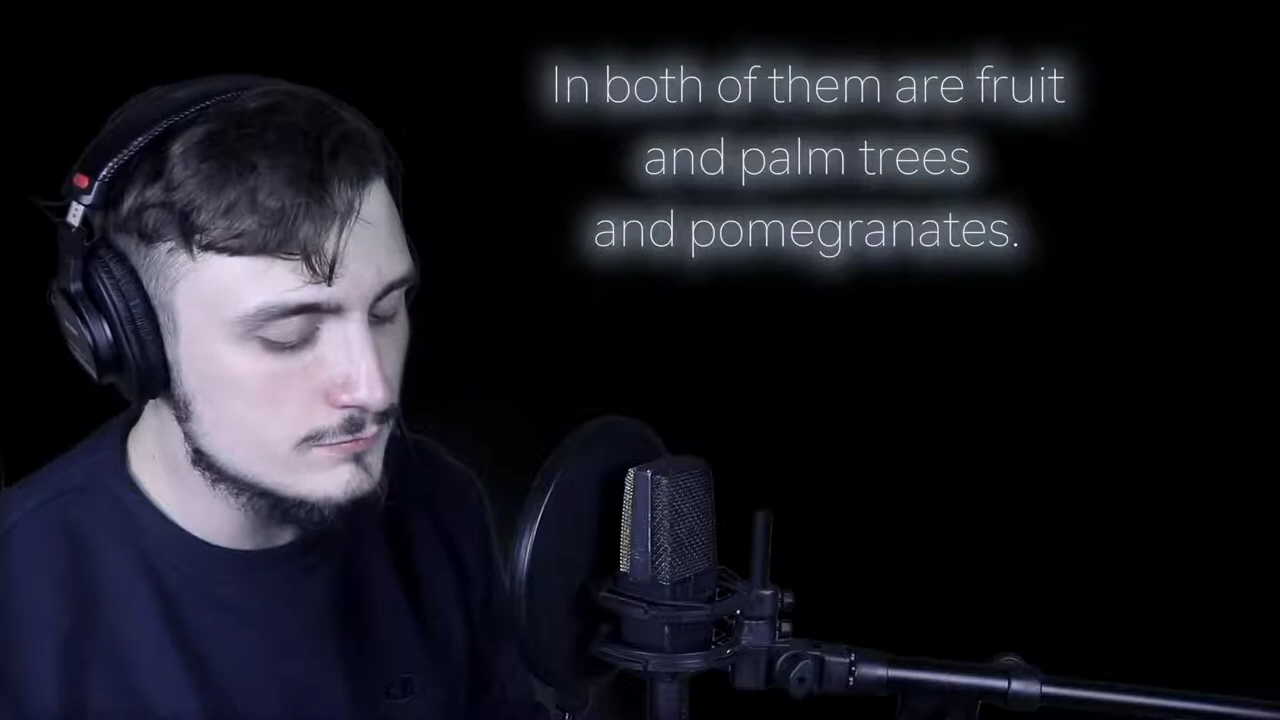 In both of them are fruit
and palm trees
and pomegranates.